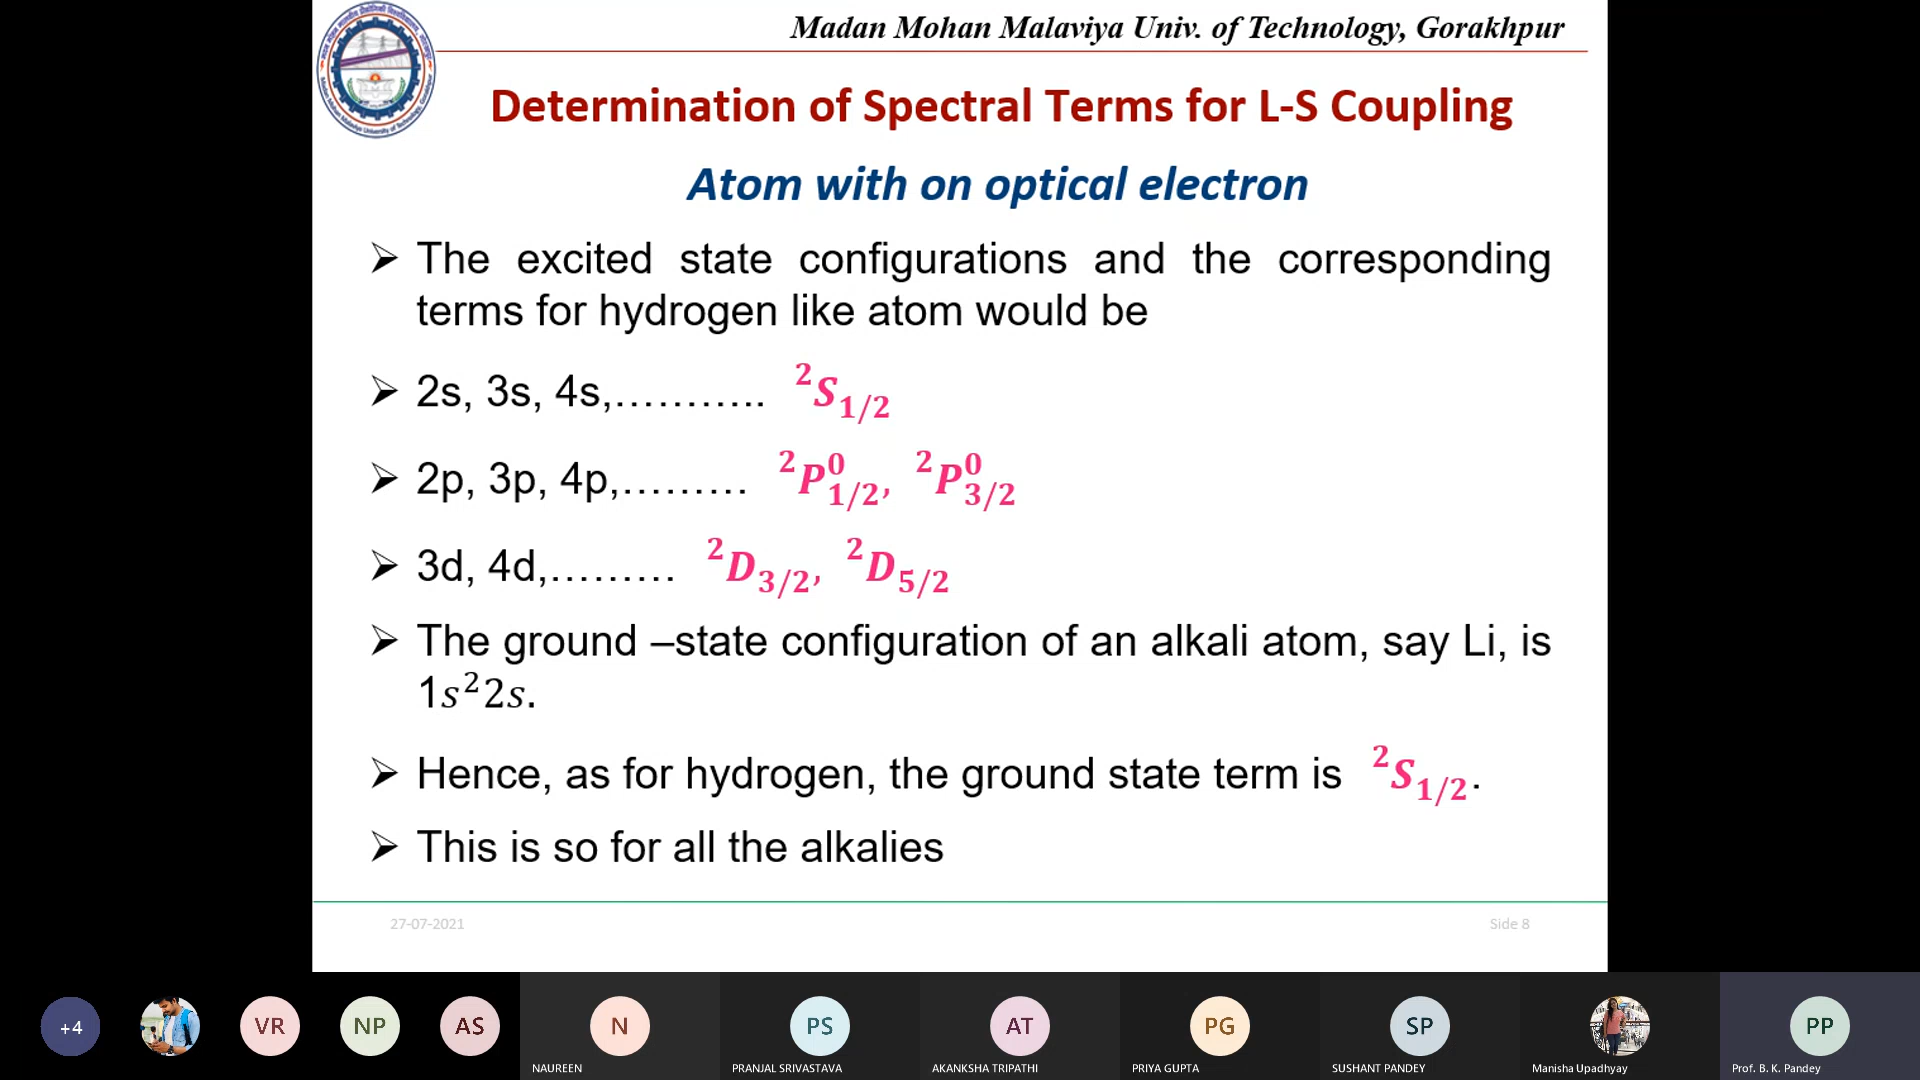 Madan Mohan Malaviya Univ. of Technology, Gorakhpur
Determination of Spectral Terms for L-S Coupling
Atom with on optical electron
➢ The excited state configurations and the corresponding
terms for hydrogen like atom would be
➢ 2s, 3s, 4s,……….. ²S₁/₂
➢ 2p, 3p, 4p,……… ²P⁰₁/₂, ²P⁰₃/₂
➢ 3d, 4d,……… ²D₃/₂, ²D₅/₂
➢ The ground –state configuration of an alkali atom, say Li, is
1s²2s.
➢ Hence, as for hydrogen, the ground state term is ²S₁/₂.
➢ This is so for all the alkalies
27-07-2021
Side 8
+4
VR
NP
AS
N
NAUREEN
PS
PRANJAL SRIVASTAVA
AT
AKANKSHA TRIPATHI
PG
PRIYA GUPTA
SP
SUSHANT PANDEY
Manisha Upadhyay
PP
Prof. B. K. Pandey